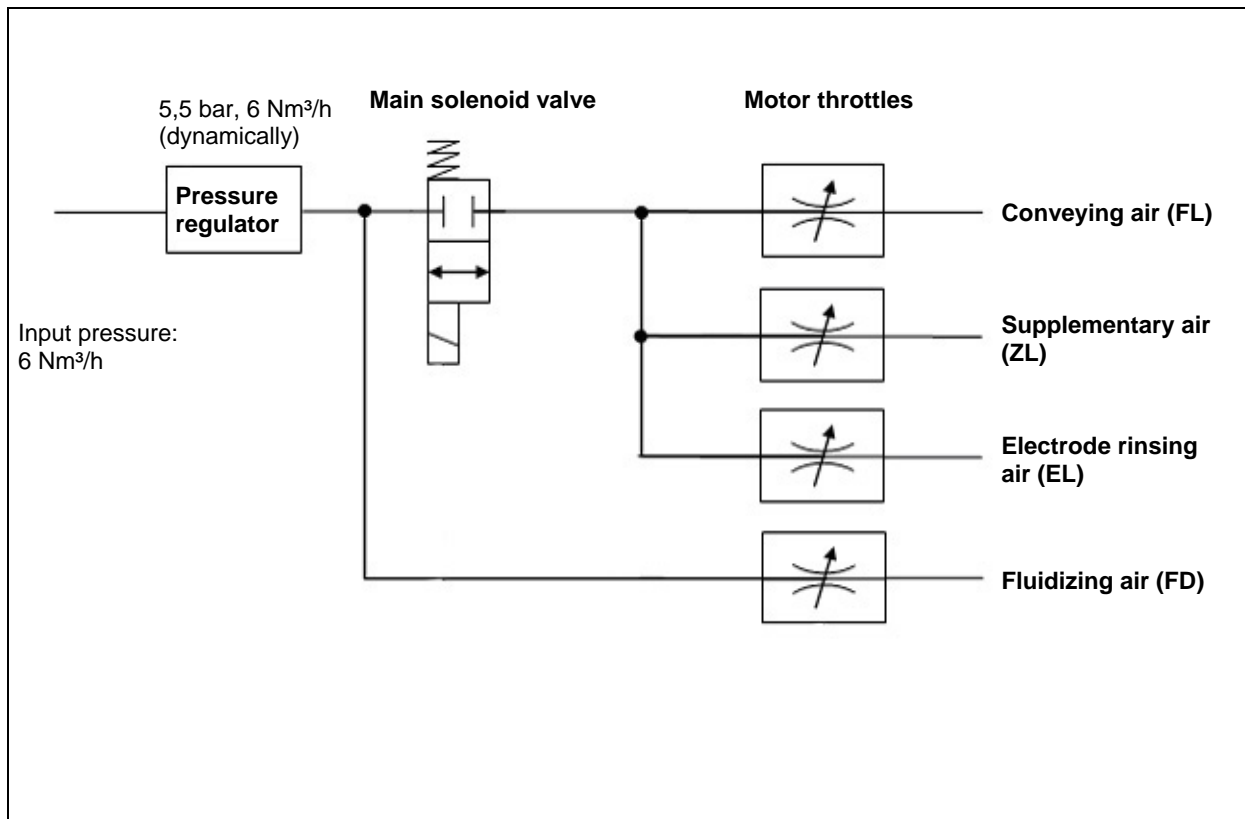 5,5 bar, 6 Nm³/h
(dynamically)
Main solenoid valve
Motor throttles
Pressure
regulator
Conveying air (FL)
Input pressure:
6 Nm³/h
Supplementary air
(ZL)
Electrode rinsing
air (EL)
Fluidizing air (FD)